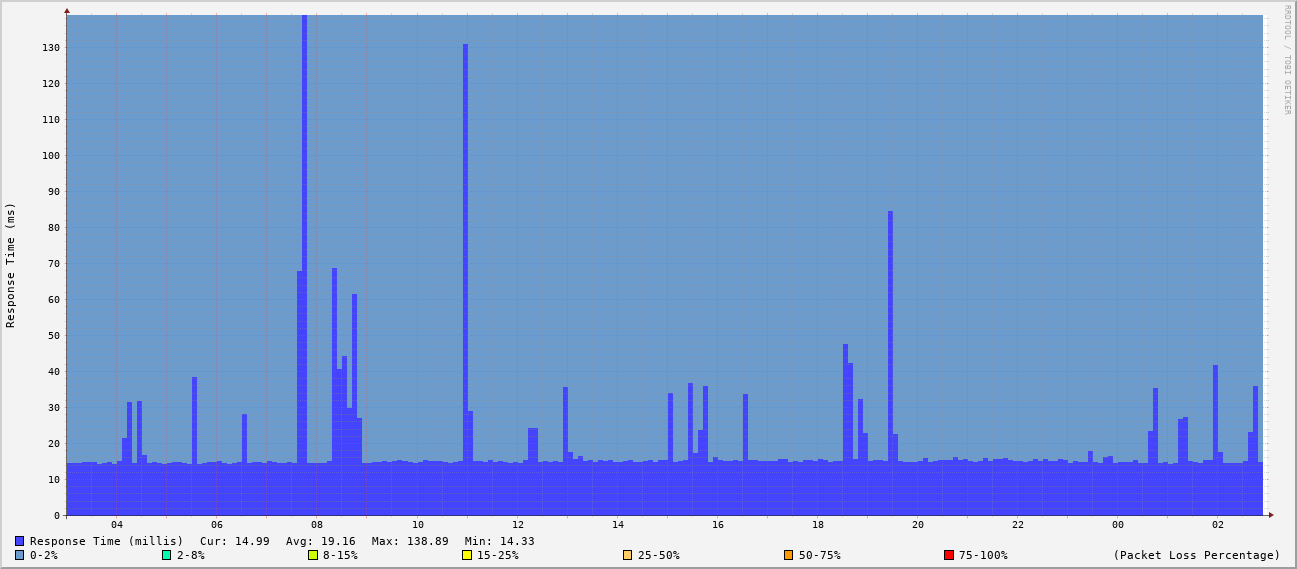 RRDTOOL / TOBI OETIKER
Response Time (ms)
130
120
110
100
90
80
70
60
50
40
30
20
10
0
04 06 08 10 12 14 16 18 20 22 00 02
Response Time (millis) Cur: 14.99 Avg: 19.16 Max: 138.89 Min: 14.33
0-2% 2-8% 8-15% 15-25% 25-50% 50-75% 75-100% (Packet Loss Percentage)